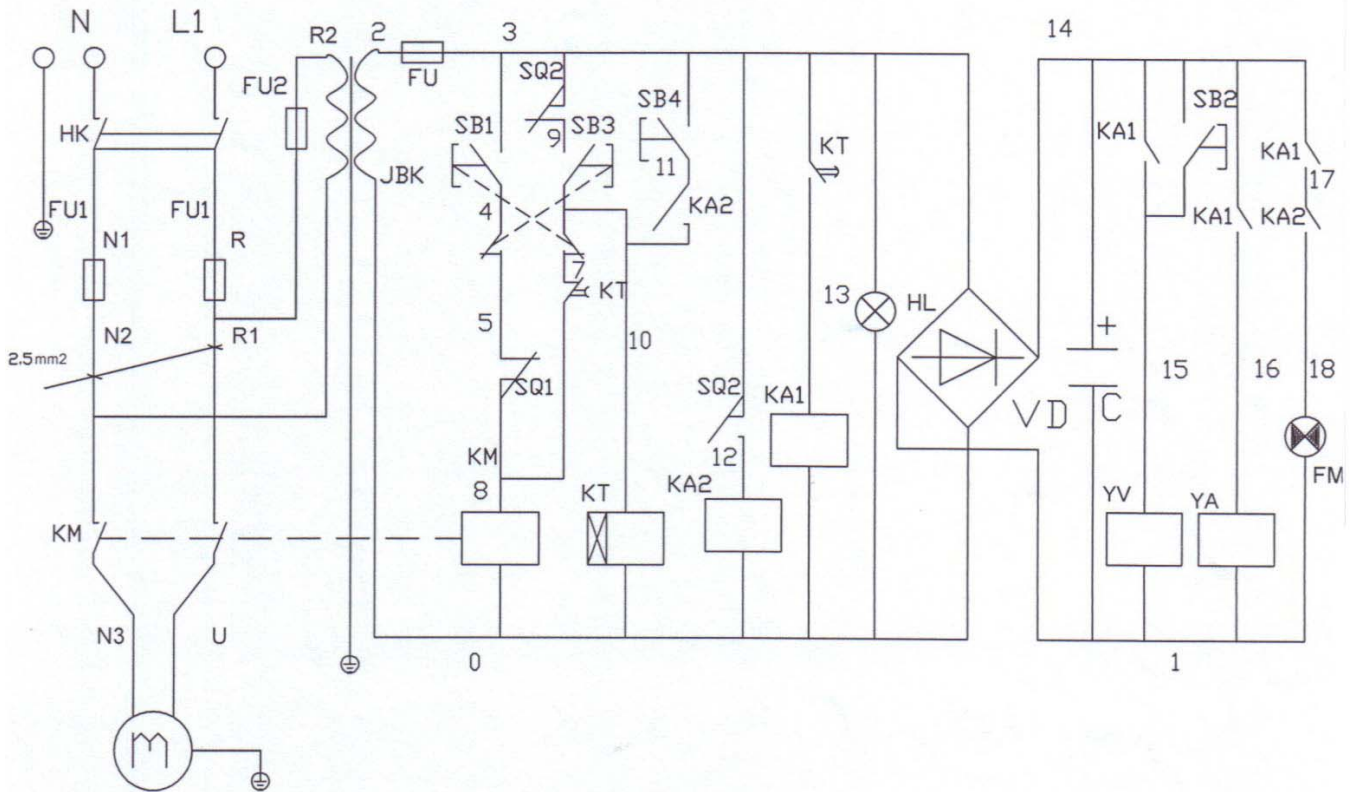 N L1 R2 2 3 14
FU2 FU SQ2 SB4 SB2
HK SB1 9 SB3 KT KA1
JBK 11 KA1 17
FU1 FU1 4 KA2 KA1 KA2
N1 R
7
KT 13 HL
N2 R1 5 10 +
2.5mm2 SQ1 SQ2 KA1 VD C 15 16 18
KM 12
8 KT KA2 YV YA FM
KM
N3 U
0 1
M